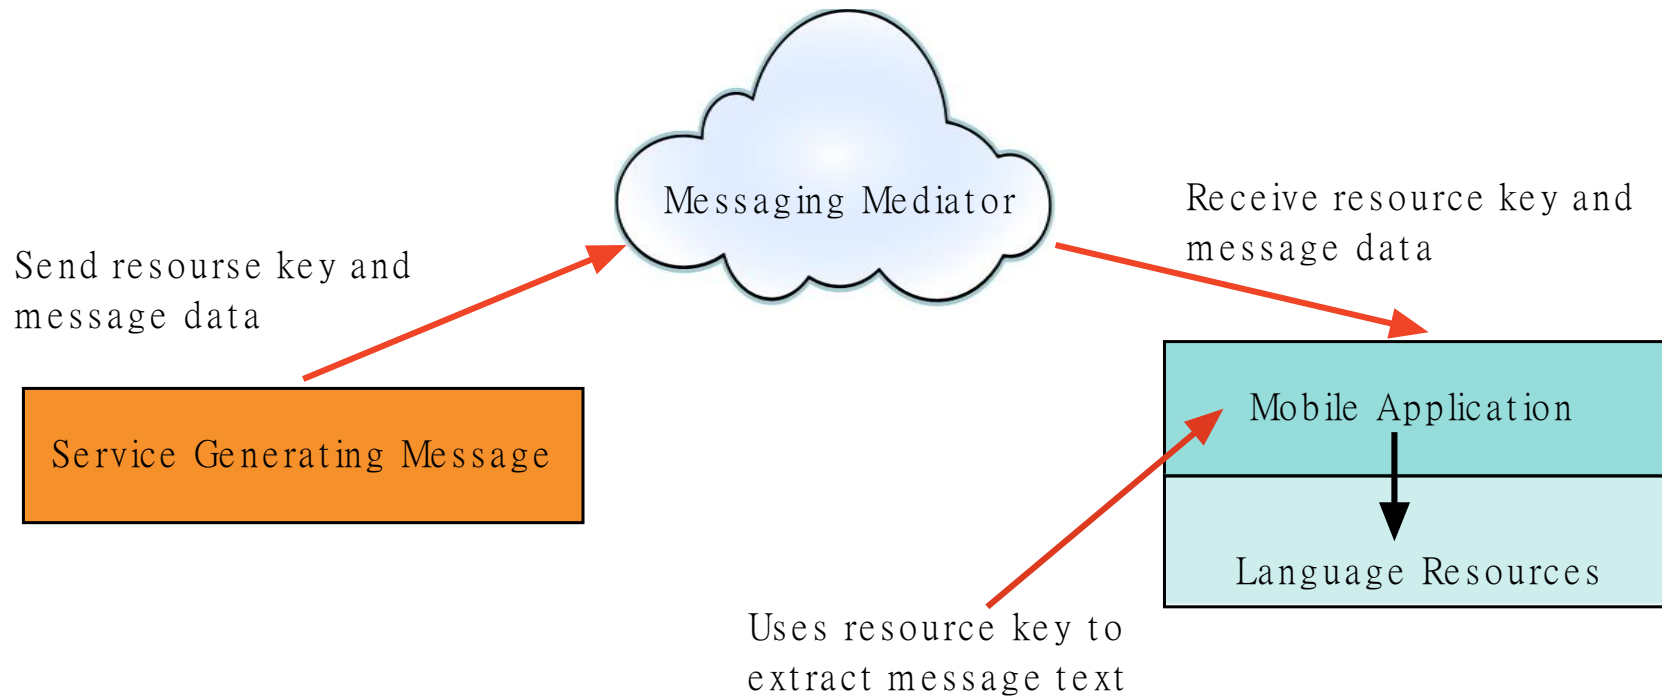 Messaging Mediator
Receive resource key and
message data
Send resourse key and
message data
Mobile Application
Service Generating Message
Language Resources
Uses resource key to
extract message text